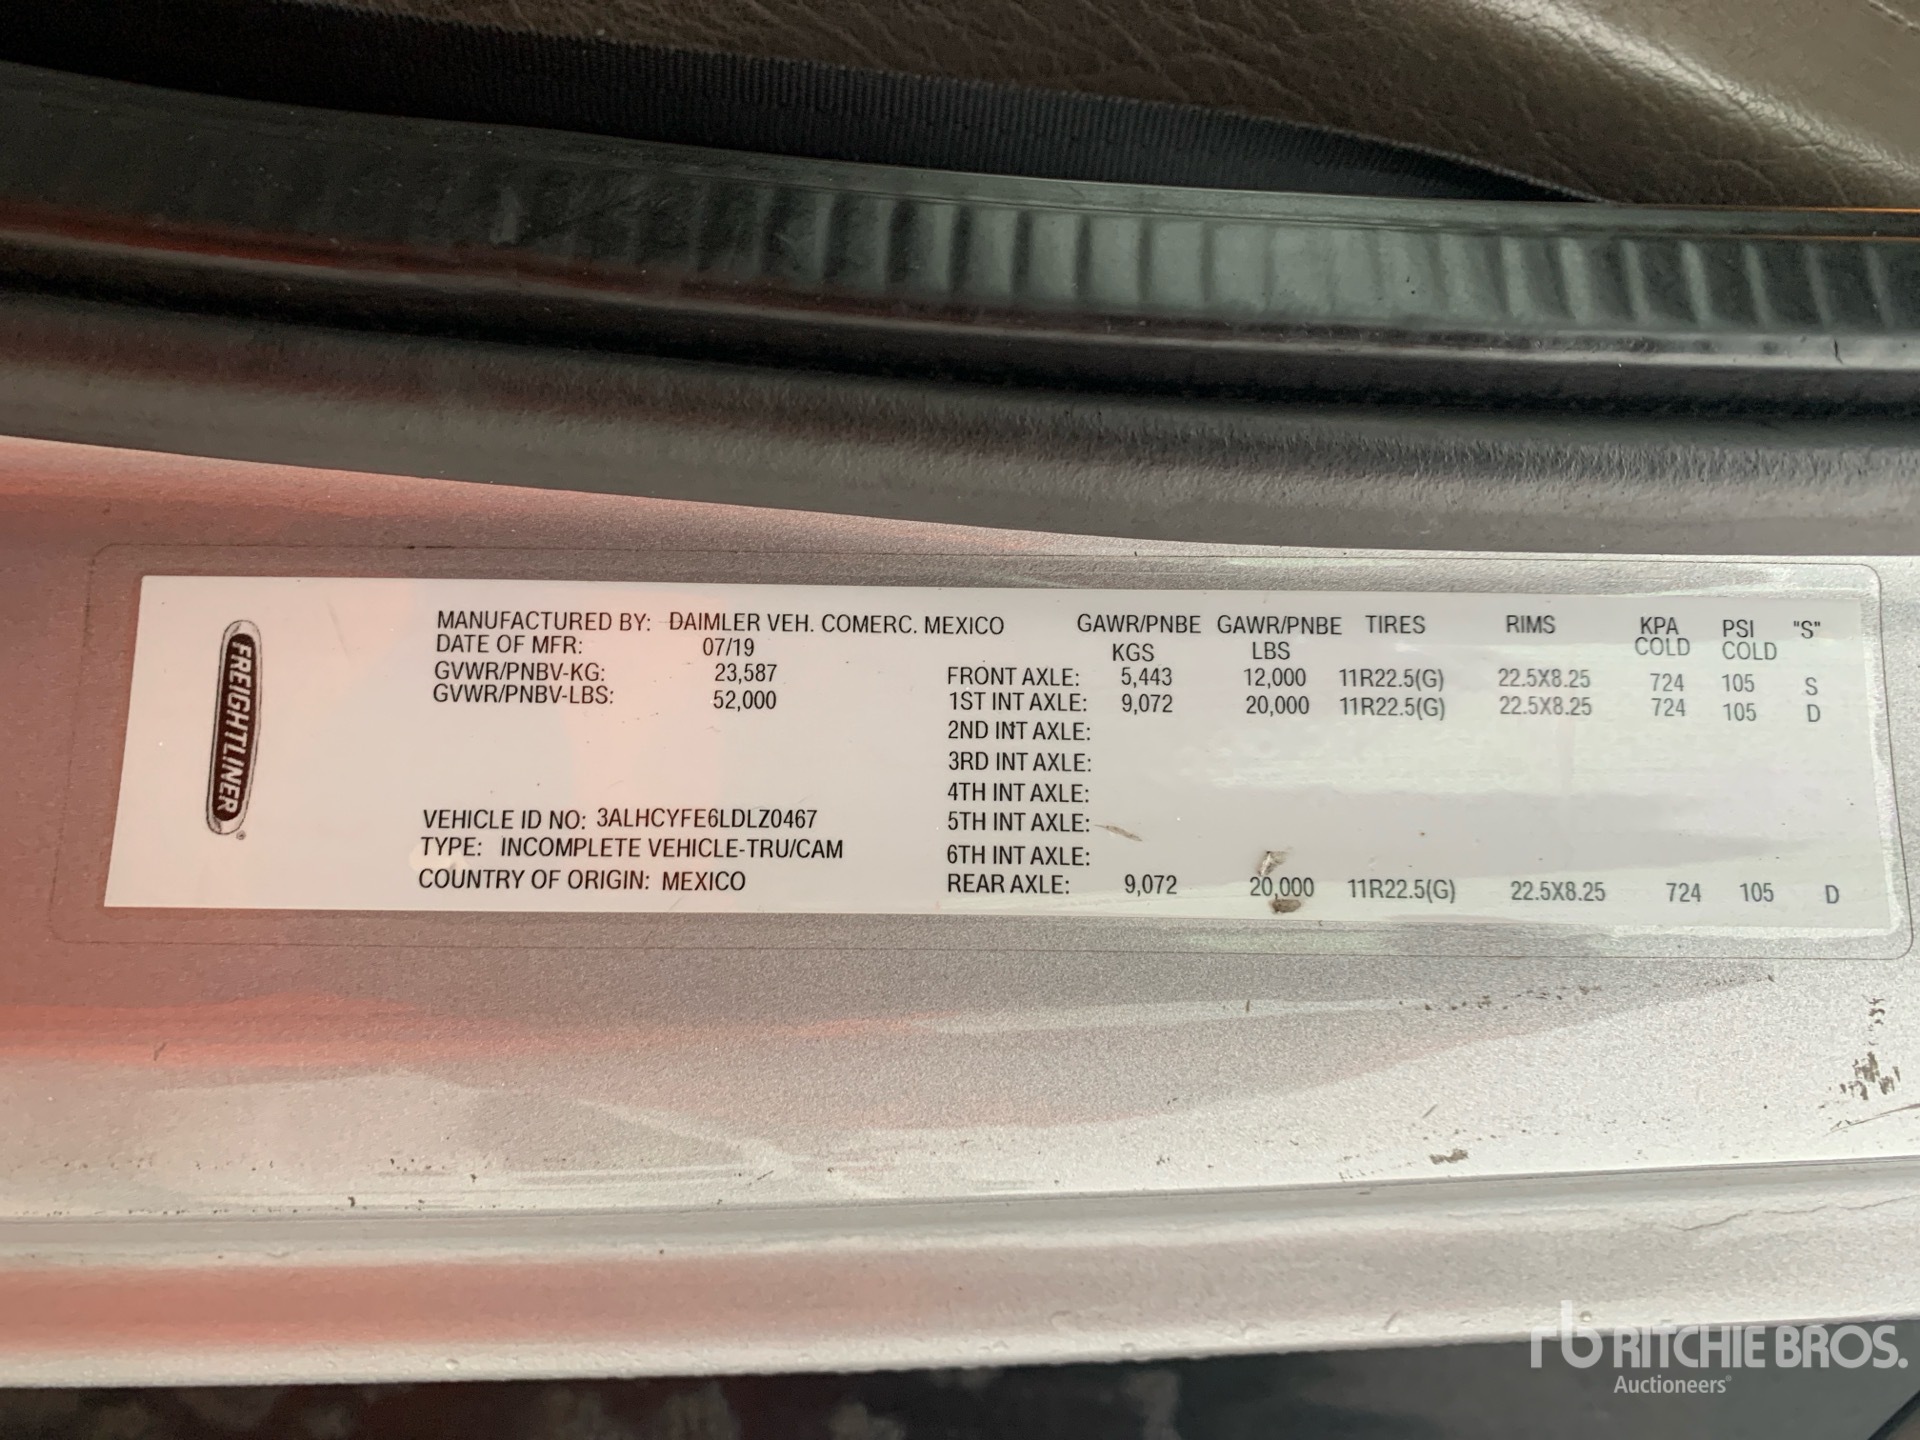 FREIGHTLINER
MANUFACTURED BY: DAIMLER VEH. COMERC. MEXICO
DATE OF MFR: 07/19
GVWR/PNBV-KG: 23,587
GVWR/PNBV-LBS: 52,000
VEHICLE ID NO: 3ALHCYFE6LDLZ0467
TYPE: INCOMPLETE VEHICLE-TRU/CAM
COUNTRY OF ORIGIN: MEXICO
GAWR/PNBE GAWR/PNBE TIRES RIMS KPA PSI "S"
KGS LBS COLD COLD
FRONT AXLE: 5,443 12,000 11R22.5(G) 22.5X8.25 724 105 S
1ST INT AXLE: 9,072 20,000 11R22.5(G) 22.5X8.25 724 105 D
2ND INT AXLE:
3RD INT AXLE:
4TH INT AXLE:
5TH INT AXLE:
6TH INT AXLE:
REAR AXLE: 9,072 20,000 11R22.5(G) 22.5X8.25 724 105 D
rb RITCHIE BROS.
Auctioneers